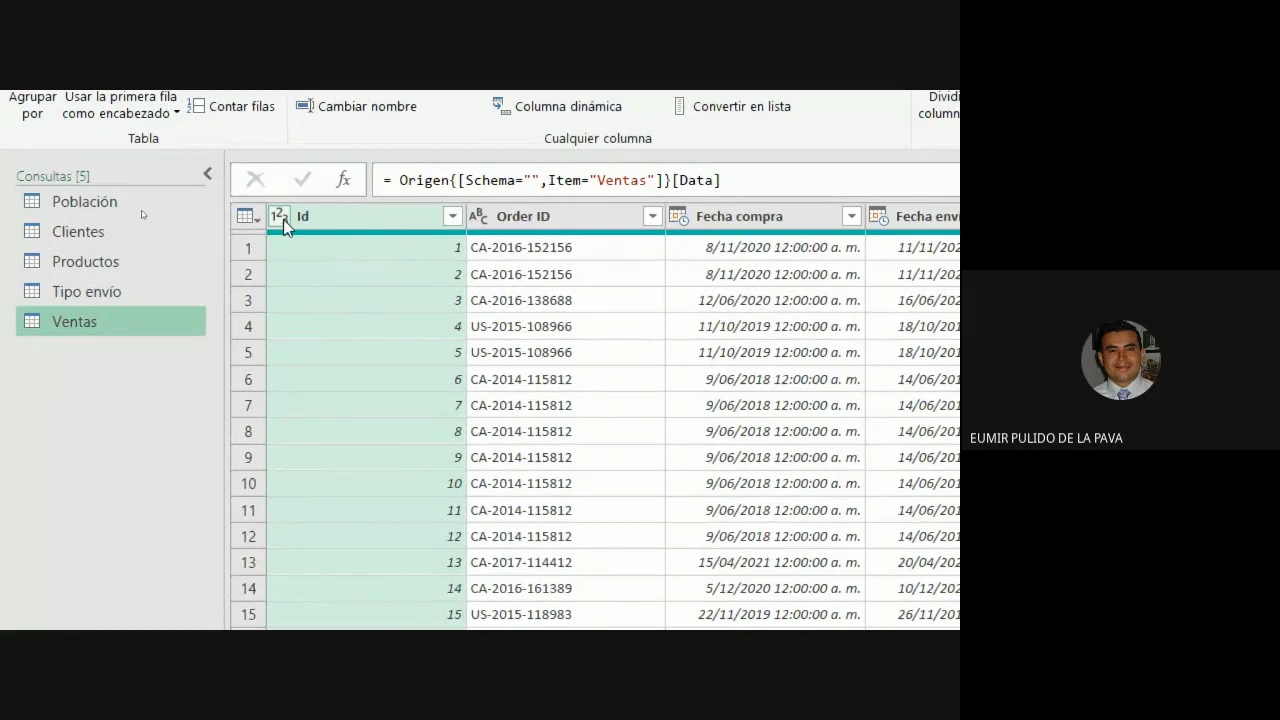 Agrupar por
Usar la primera fila como encabezado
Contar filas
Cambiar nombre
Columna dinámica
Convertir en lista
Tabla
Cualquier columna
Consultas [5]
= Origen{[Schema="",Item="Ventas"]}[Data]
Población
Clientes
Productos
Tipo envío
Ventas
Id Order ID Fecha compra Fecha
1 1 CA-2016-152156 8/11/2020 12:00:00 a. m.
2 2 CA-2016-152156 8/11/2020 12:00:00 a. m.
3 3 CA-2016-138688 12/06/2020 12:00:00 a. m.
4 4 US-2015-108966 11/10/2019 12:00:00 a. m.
5 5 US-2015-108966 11/10/2019 12:00:00 a. m.
6 6 CA-2014-115812 9/06/2018 12:00:00 a. m.
7 7 CA-2014-115812 9/06/2018 12:00:00 a. m.
8 8 CA-2014-115812 9/06/2018 12:00:00 a. m.
9 9 CA-2014-115812 9/06/2018 12:00:00 a. m.
10 10 CA-2014-115812 9/06/2018 12:00:00 a. m.
11 11 CA-2014-115812 9/06/2018 12:00:00 a. m.
12 12 CA-2014-115812 9/06/2018 12:00:00 a. m.
13 13 CA-2017-114412 15/04/2021 12:00:00 a. m.
14 14 CA-2016-161389 5/12/2020 12:00:00 a. m.
15 15 US-2015-118983 22/11/2019 12:00:00 a. m.
EUMIR PULIDO DE LA PAVA